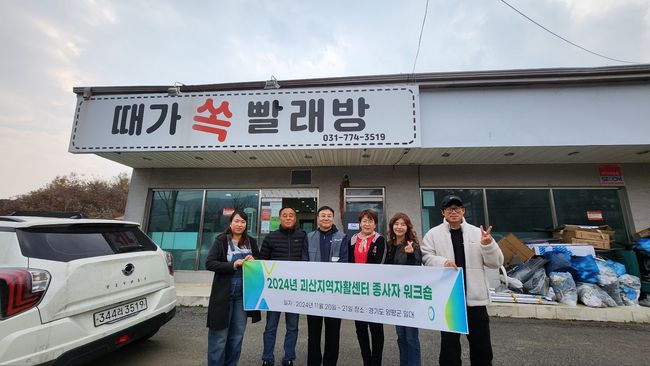 때가 쏙 빨래방
031-774-3519
2024년 괴산지역자활센터 종사자 워크숍
일시 : 2024년 11월 20일 ~ 21일 장소 : 경기도 양평군 일대
TIVOLI
344러 3519